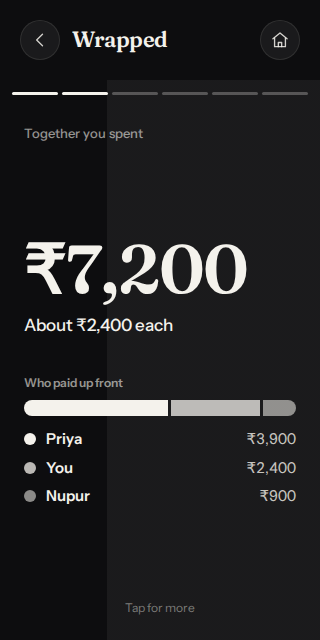 Wrapped
Together you spent
₹7,200
About ₹2,400 each
Who paid up front
Priya ₹3,900
You ₹2,400
Nupur ₹900
Tap for more